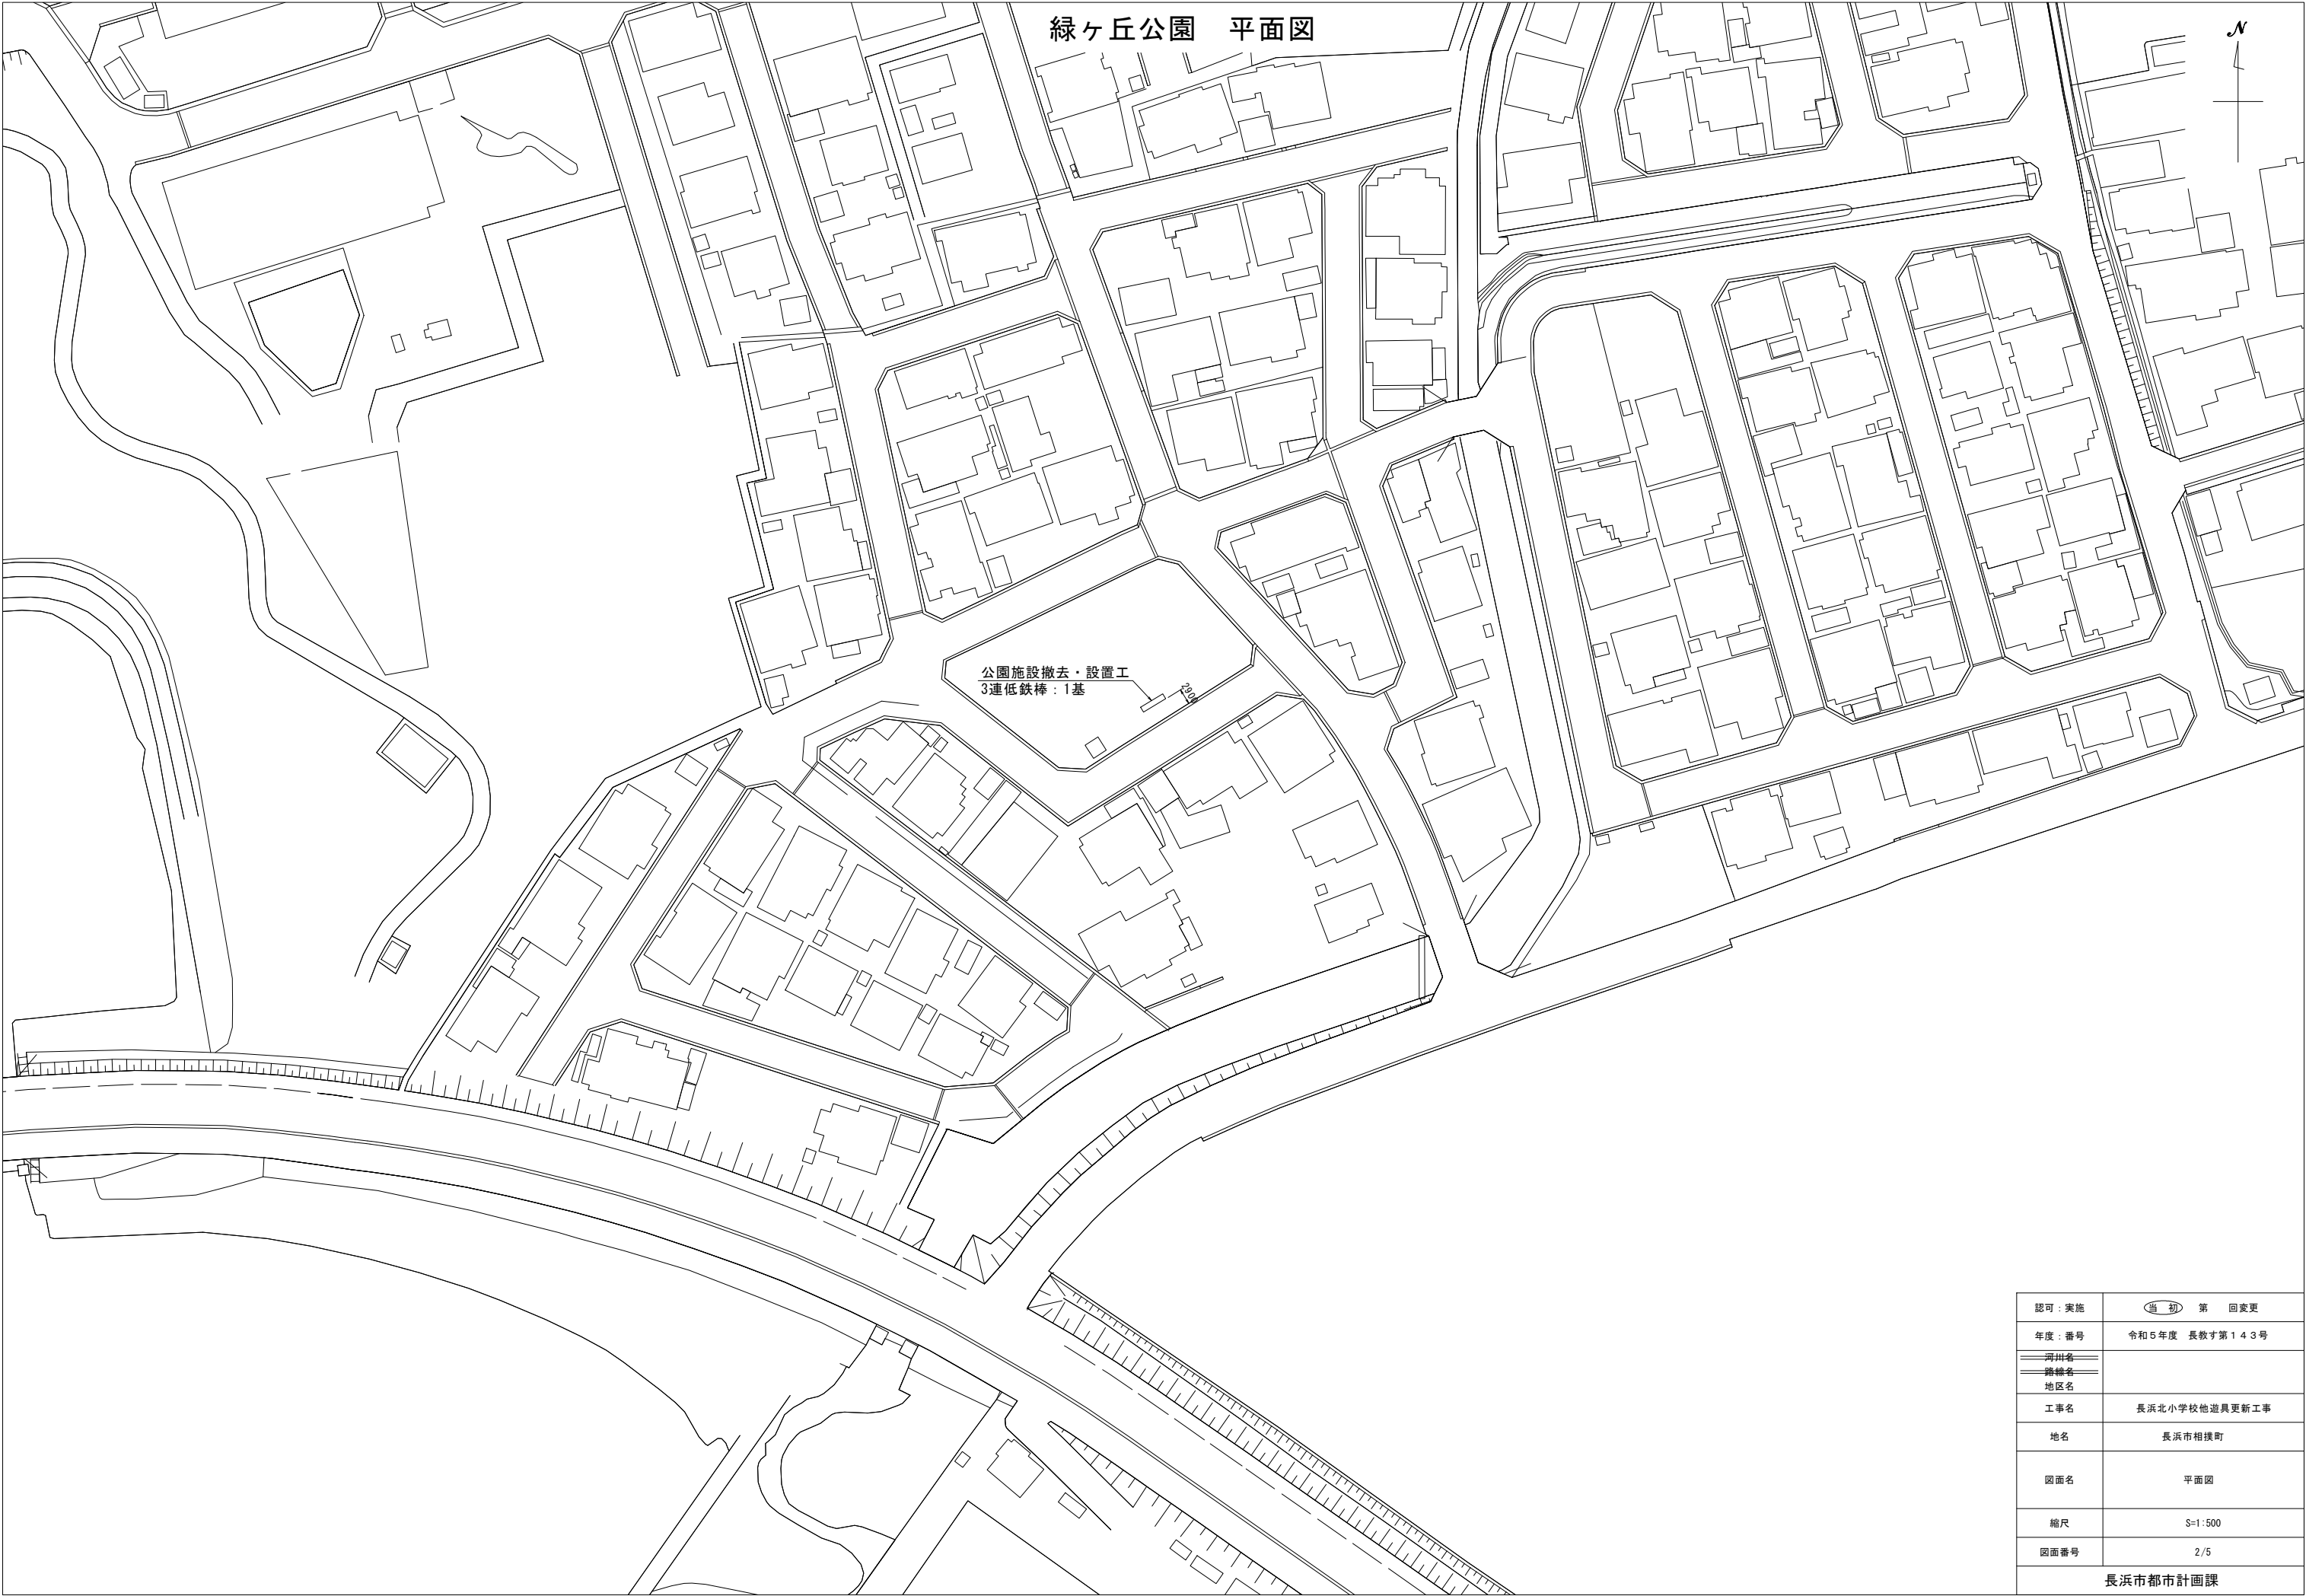 緑ヶ丘公園　平面図
N
公園施設撤去・設置工
3連低鉄棒：1基
2900
認可：実施　当　初　第　　回変更
年度：番号　令和５年度　長教す第１４３号
河川名
路線名
地区名
工事名　長浜北小学校他遊具更新工事
地名　長浜市相撲町
図面名　平面図
縮尺　S=1:500
図面番号　2/5
長浜市都市計画課